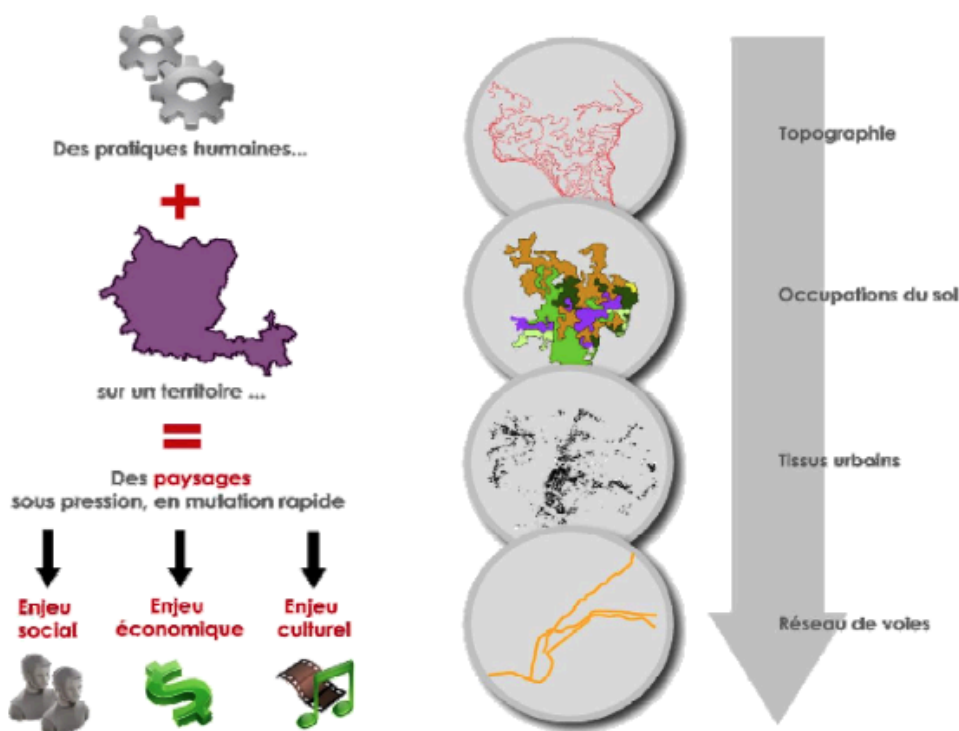 Des pratiques humaines...
sur un territoire ...
Des paysages
sous pression, en mutation rapide
Enjeu
social
Enjeu
économique
Enjeu
culturel
Topographie
Occupations du sol
Tissus urbains
Réseau de voies